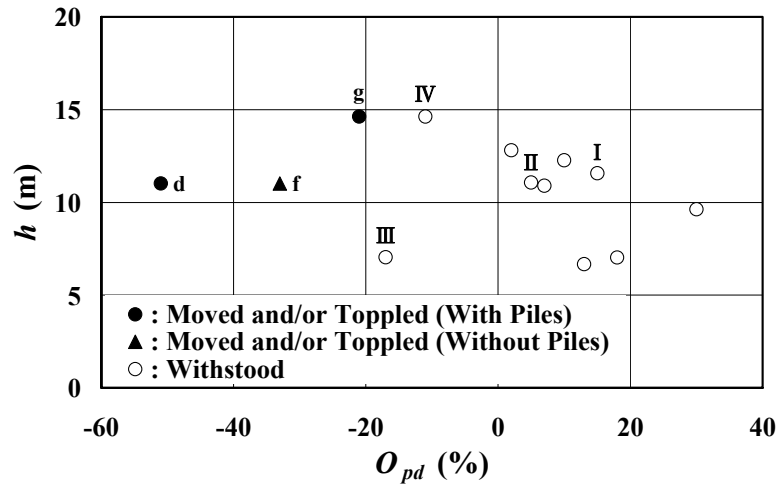 20
15
10
5
0
h (m)
g
IV
d
f
III
II
I
● : Moved and/or Toppled (With Piles)
▲ : Moved and/or Toppled (Without Piles)
○ : Withstood
-60 -40 -20 0 20 40
O pd (%)